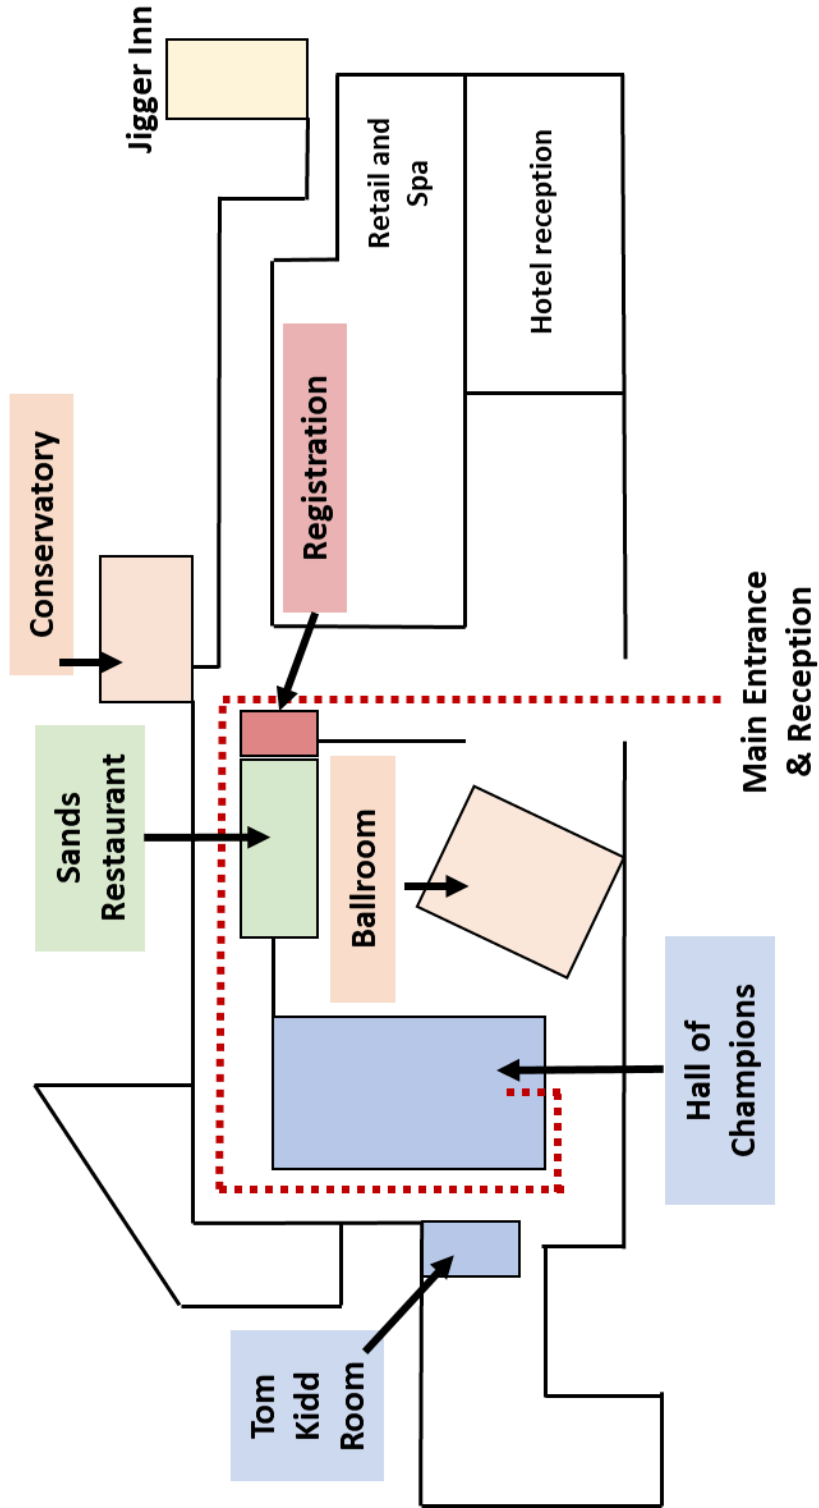 Conservatory
Sands
Restaurant
Jigger Inn
Tom
Kidd
Room
Ballroom
Registration
Retail and
Spa
Hotel reception
Hall of
Champions
Main Entrance
& Reception